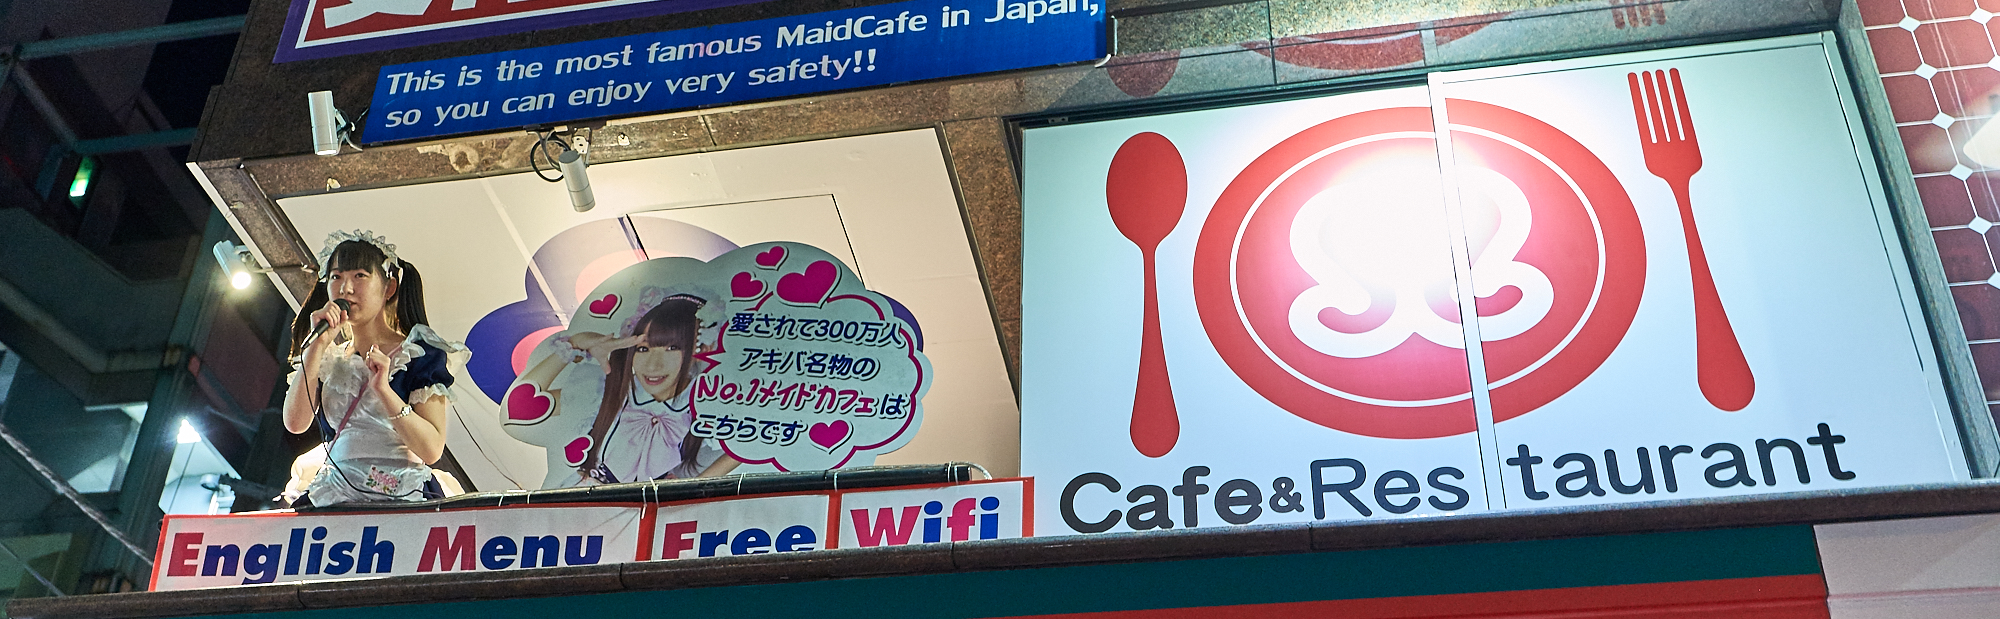 This is the most famous MaidCafe in Japan,
so you can enjoy very safety!!
愛されて300万人
アキバ名物の
No.1メイドカフェは
こちらです
English Menu Free Wifi
Cafe&Restaurant